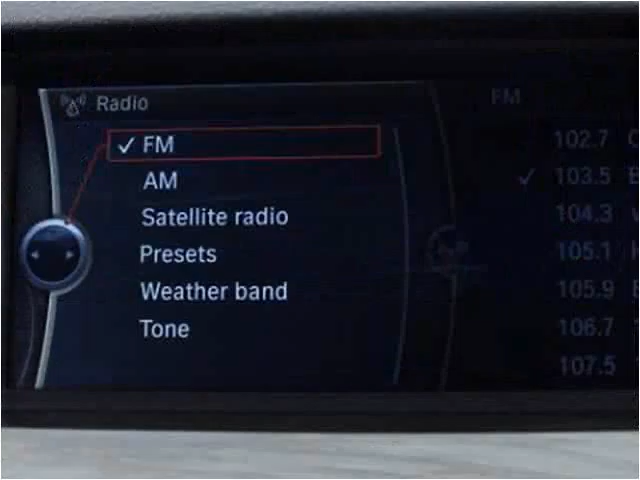 Radio
✓ FM
AM
Satellite radio
Presets
Weather band
Tone
FM
102.7
✓ 103.5
104.3
105.1
105.9
106.7
107.5